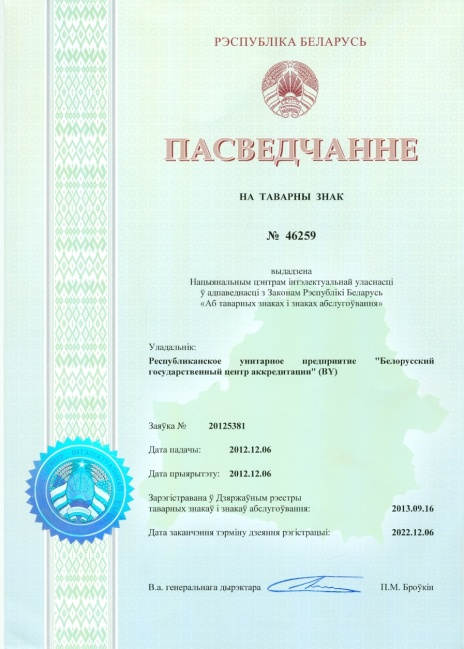 РЭСПУБЛІКА БЕЛАРУСЬ
ПАСВЕДЧАННЕ
НА ТАВАРНЫ ЗНАК
№ 46259
выдадзена
Нацыянальным цэнтрам інтэлектуальнай уласнасці
ў адпаведнасці з Законам Рэспублікі Беларусь
«Аб таварных знаках і знаках абслугоўвання»
Уладальнік:
Республиканское унитарное предприятие "Белорусский
государственный центр аккредитации" (BY)
Заяўка № 20125381
Дата падачы: 2012.12.06
Дата прыярытэту: 2012.12.06
Зарэгістравана ў Дзяржаўным рэестры
таварных знакаў і знакаў абслугоўвання: 2013.09.16
Дата заканчэння тэрміну дзеяння рэгістрацыі: 2022.12.06
В.а. генеральнага дырэктара П.М. Броўкін